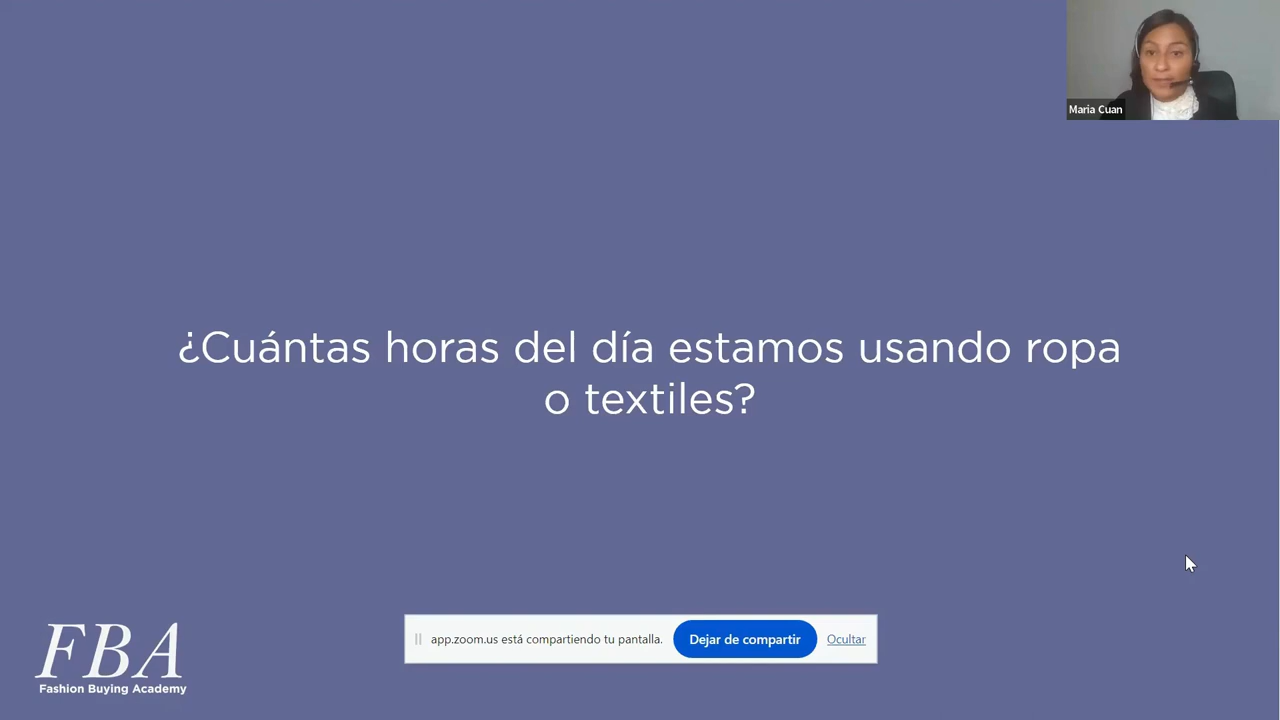 Maria Cuan
¿Cuántas horas del día estamos usando ropa
o textiles?
app.zoom.us está compartiendo tu pantalla. Dejar de compartir Ocultar
FBA
Fashion Buying Academy